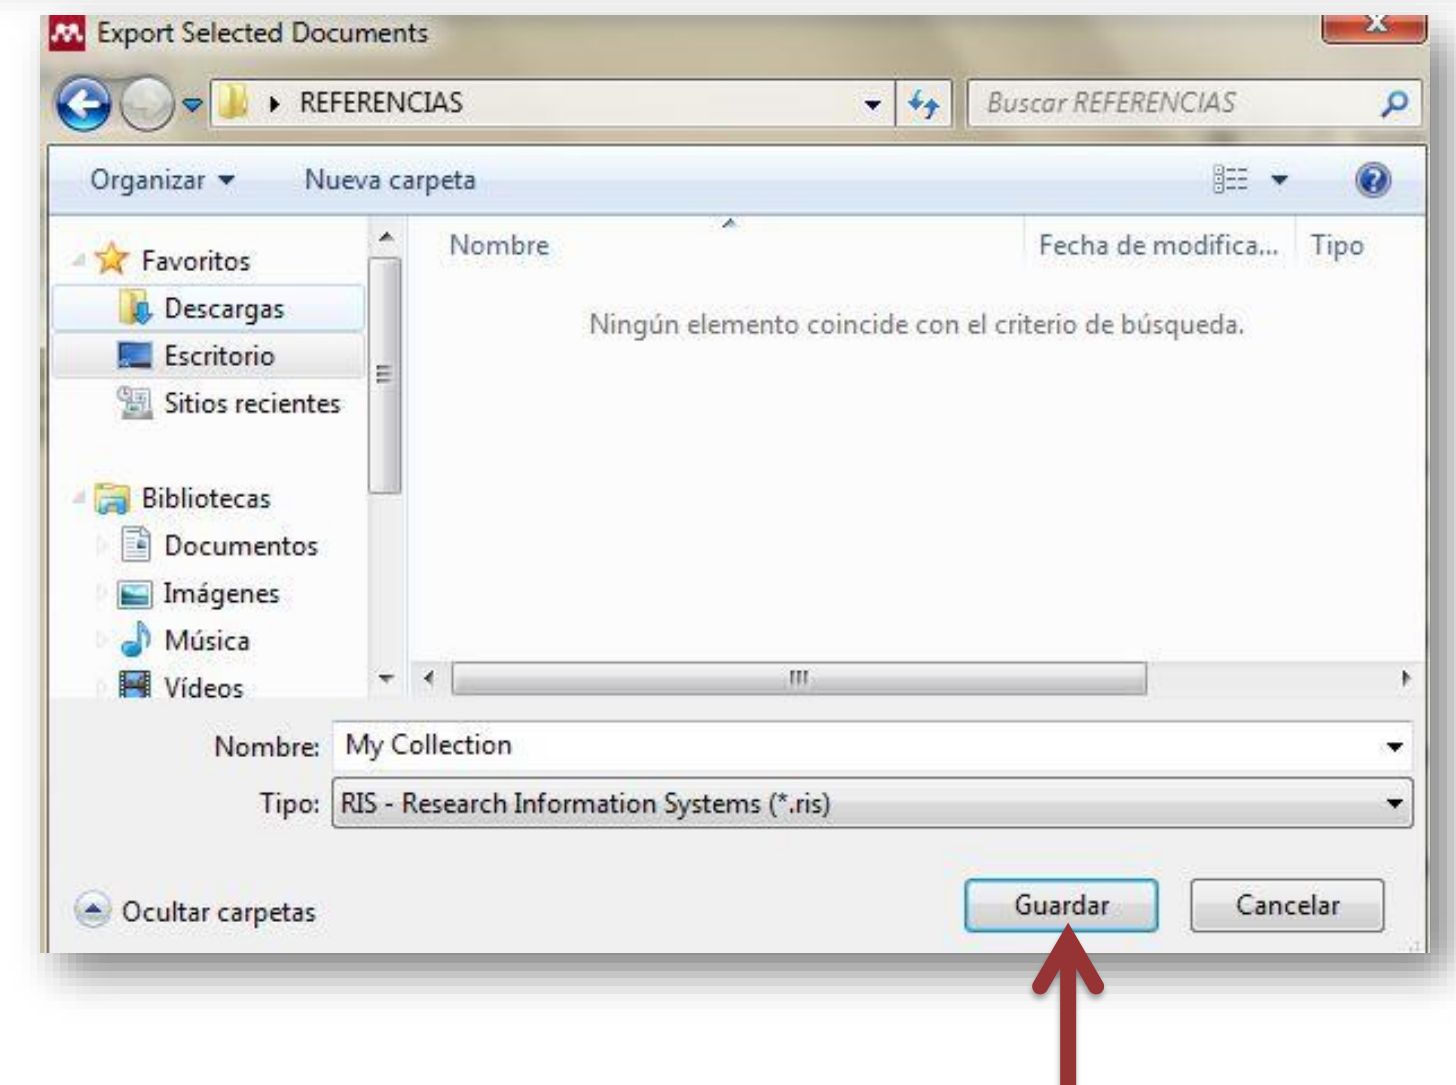 Export Selected Documents
REFERENCIAS
Buscar REFERENCIAS
Organizar
Nueva carpeta
Favoritos
Descargas
Escritorio
Sitios recientes
Bibliotecas
Documentos
Imágenes
Música
Vídeos
Nombre
Fecha de modifica...
Tipo
Ningún elemento coincide con el criterio de búsqueda.
Nombre: My Collection
Tipo: RIS - Research Information Systems (*.ris)
Ocultar carpetas
Guardar
Cancelar